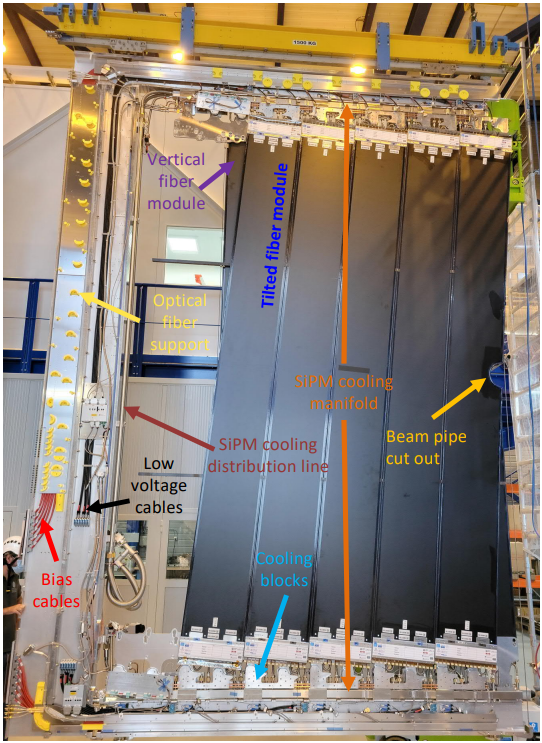 1500 KG
Vertical
fiber
module
Tilted fiber module
Optical
fiber
support
SiPM cooling
manifold
Beam pipe
cut out
SiPM cooling
distribution line
Low
voltage
cables
Cooling
blocks
Bias
cables